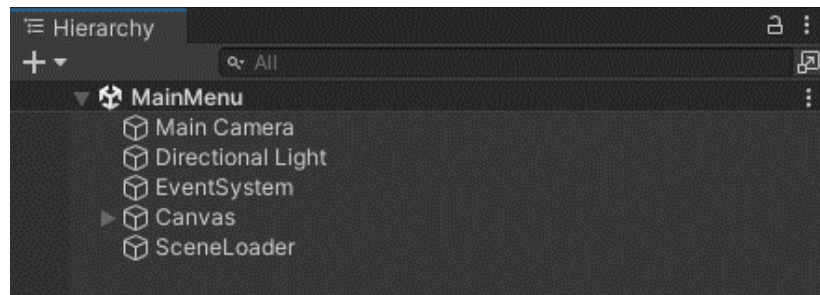 Hierarchy
All
MainMenu
Main Camera
Directional Light
EventSystem
Canvas
SceneLoader